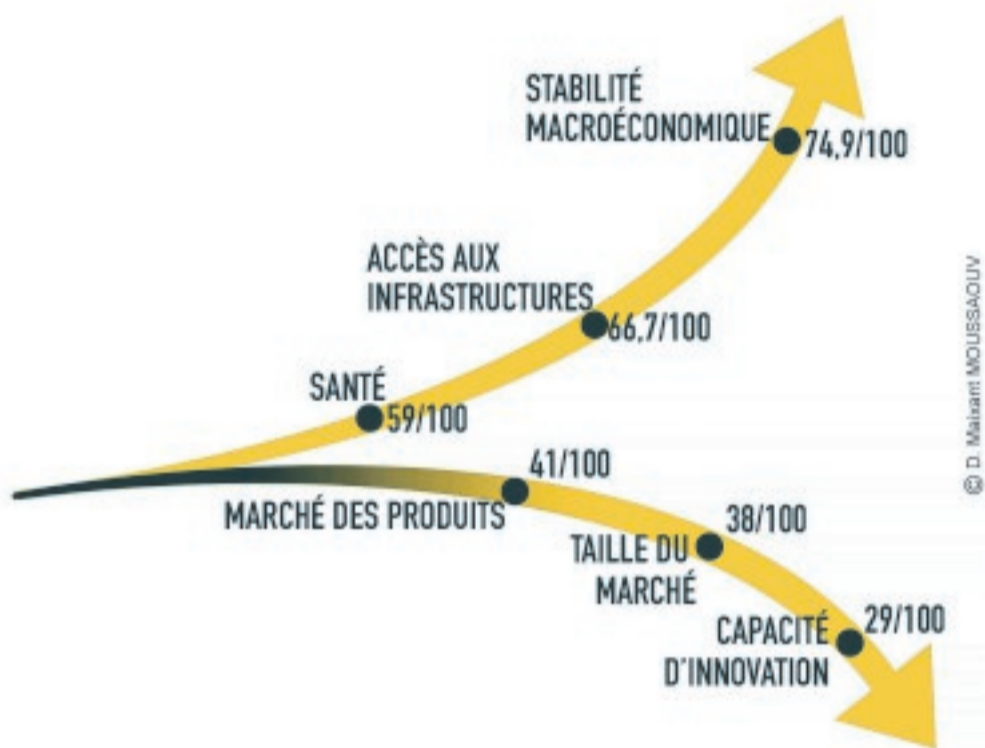 STABILITÉ
MACROÉCONOMIQUE
74,9/100
ACCÈS AUX
INFRASTRUCTURES
66,7/100
SANTÉ
59/100
41/100
MARCHÉ DES PRODUITS
38/100
TAILLE DU
MARCHÉ
29/100
CAPACITÉ
D'INNOVATION
© D. Maixant MOUSSAOUV